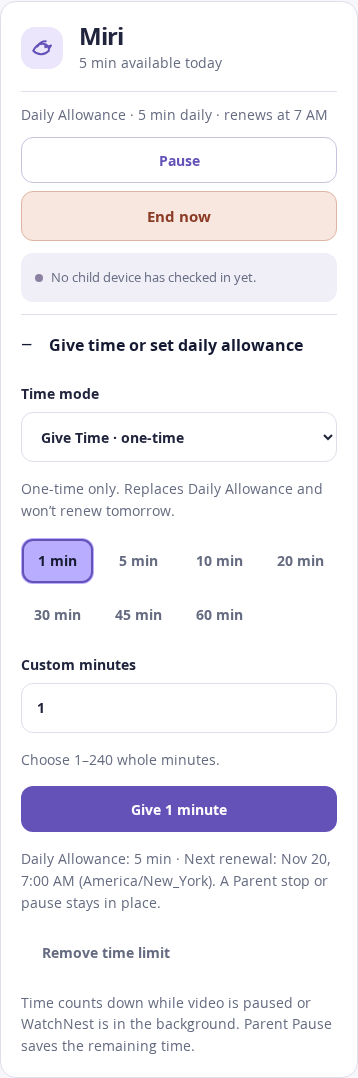 Miri
5 min available today
Daily Allowance · 5 min daily · renews at 7 AM
Pause
End now
No child device has checked in yet.
– Give time or set daily allowance
Time mode
Give Time · one-time
One-time only. Replaces Daily Allowance and
won’t renew tomorrow.
1 min 5 min 10 min 20 min
30 min 45 min 60 min
Custom minutes
1
Choose 1–240 whole minutes.
Give 1 minute
Daily Allowance: 5 min · Next renewal: Nov 20,
7:00 AM (America/New_York). A Parent stop or
pause stays in place.
Remove time limit
Time counts down while video is paused or
WatchNest is in the background. Parent Pause
saves the remaining time.